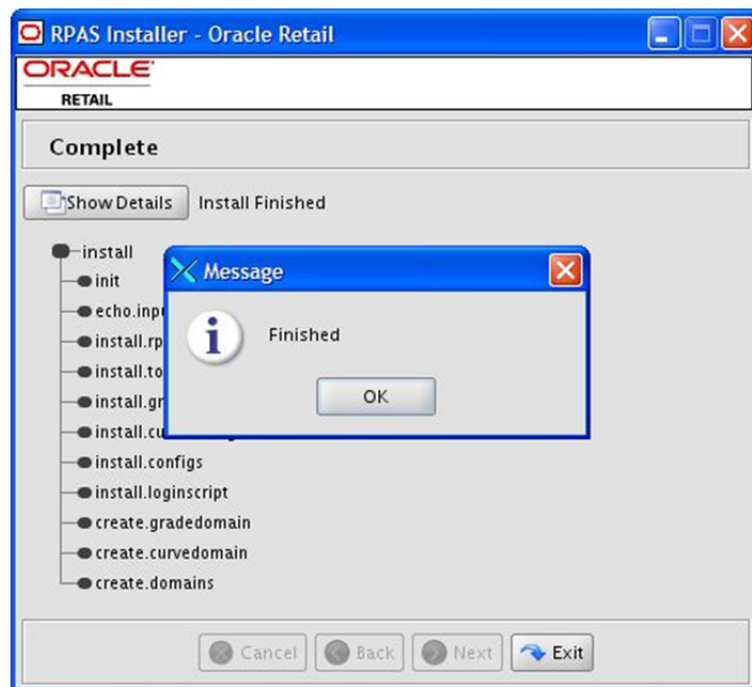 RPAS Installer - Oracle Retail
ORACLE
RETAIL
Complete
Show Details Install Finished
install
init
install.configs
install.loginscript
create.gradedomain
create.curvedomain
create.domains
Message
Finished
OK
Cancel Back Next Exit